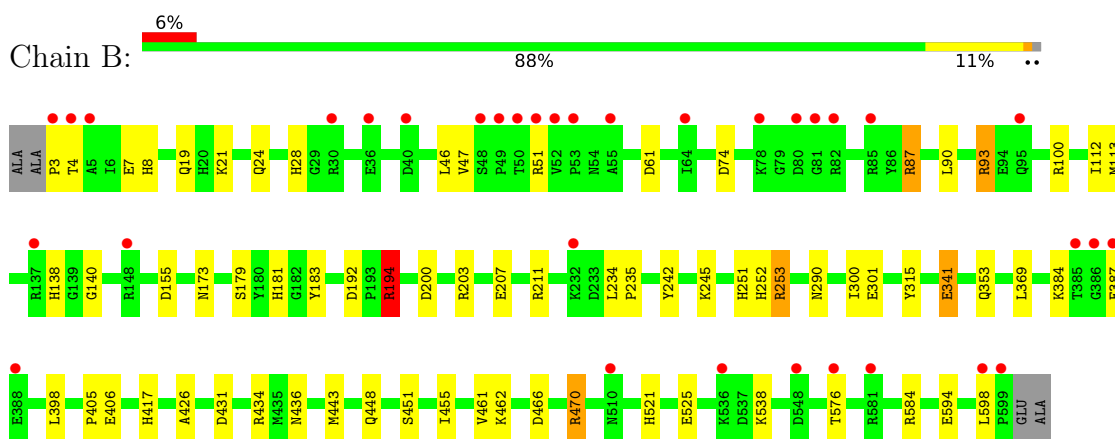 6%
Chain B:
88% 11% ••
ALA ALA P3 T4 A5 I6 E7 H8 Q19 H20 K21 Q24 H28 G29 R30 E36 D40 L46 V47 S48 P49 T50 R51 V52 P53 N54 A55 D61 I64 D74 K78 G79 D80 G81 R82 R85 Y86 R87 L90 R93 E94 Q95 R100 I112 M113
R137 H138 G139 G140 R148 D155 N173 S179 Y180 H181 G182 Y183 D192 P193 R194 D200 R203 E207 R211 K232 D233 L234 P235 Y242 K245 H251 H252 R253 N290 I300 E301 Y315 E341 Q353 L369 K384 T385 G386 E387
E388 L398 P405 E406 H417 A426 D431 R434 M435 N436 M443 Q448 S451 I455 V461 K462 D466 R470 N510 H521 E525 K536 D537 K538 D548 T576 R581 R584 E594 L598 P599 GLU ALA